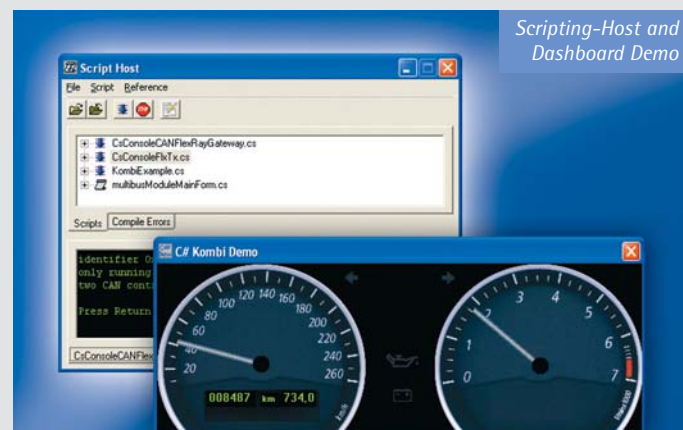 Scripting-Host and
Dashboard Demo
Script Host
File Script Reference
STOP
CsConsoleCANFlexRayGateway.cs
CsConsoleFlxTx.cs
KombiExample.cs
multibusModuleMainForm.cs
Scripts Compile Errors
identifier
only running
two CAN
Press Return
C# Kombi Demo
20
40
60
80
100
120
140
160
180
200
220
240
260
km/h
008487 km 734,0
0
1
2
3
4
5
6
7